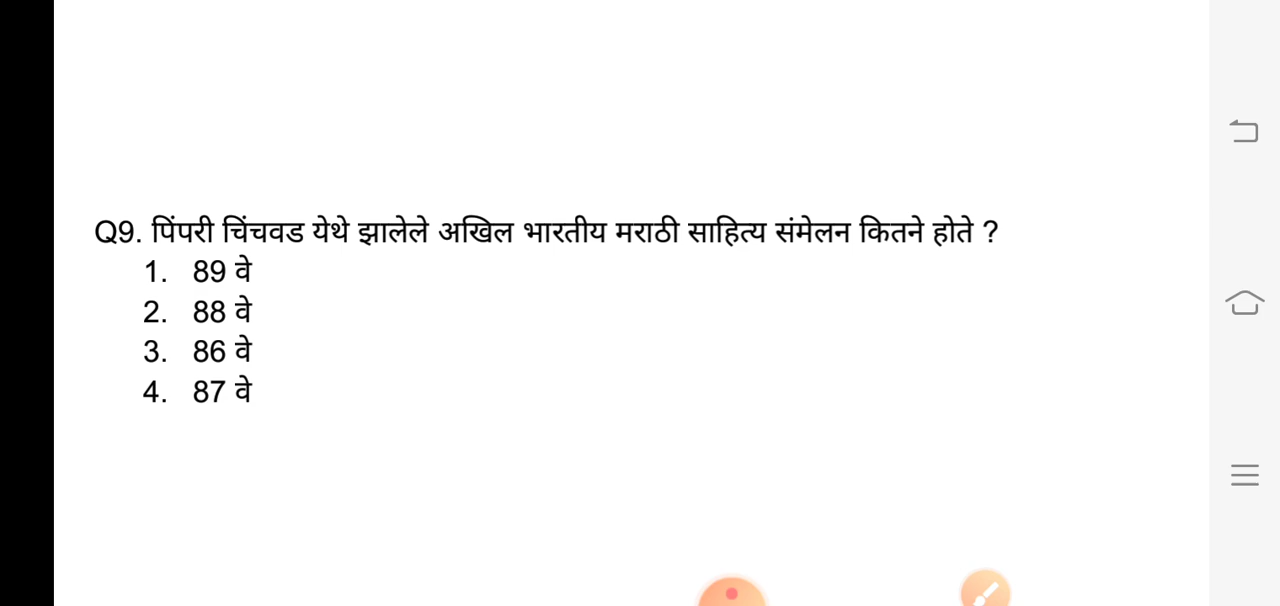 Q9. पिंपरी चिंचवड येथे झालेले अखिल भारतीय मराठी साहित्य संमेलन कितने होते ?
1. 89 वे
2. 88 वे
3. 86 वे
4. 87 वे